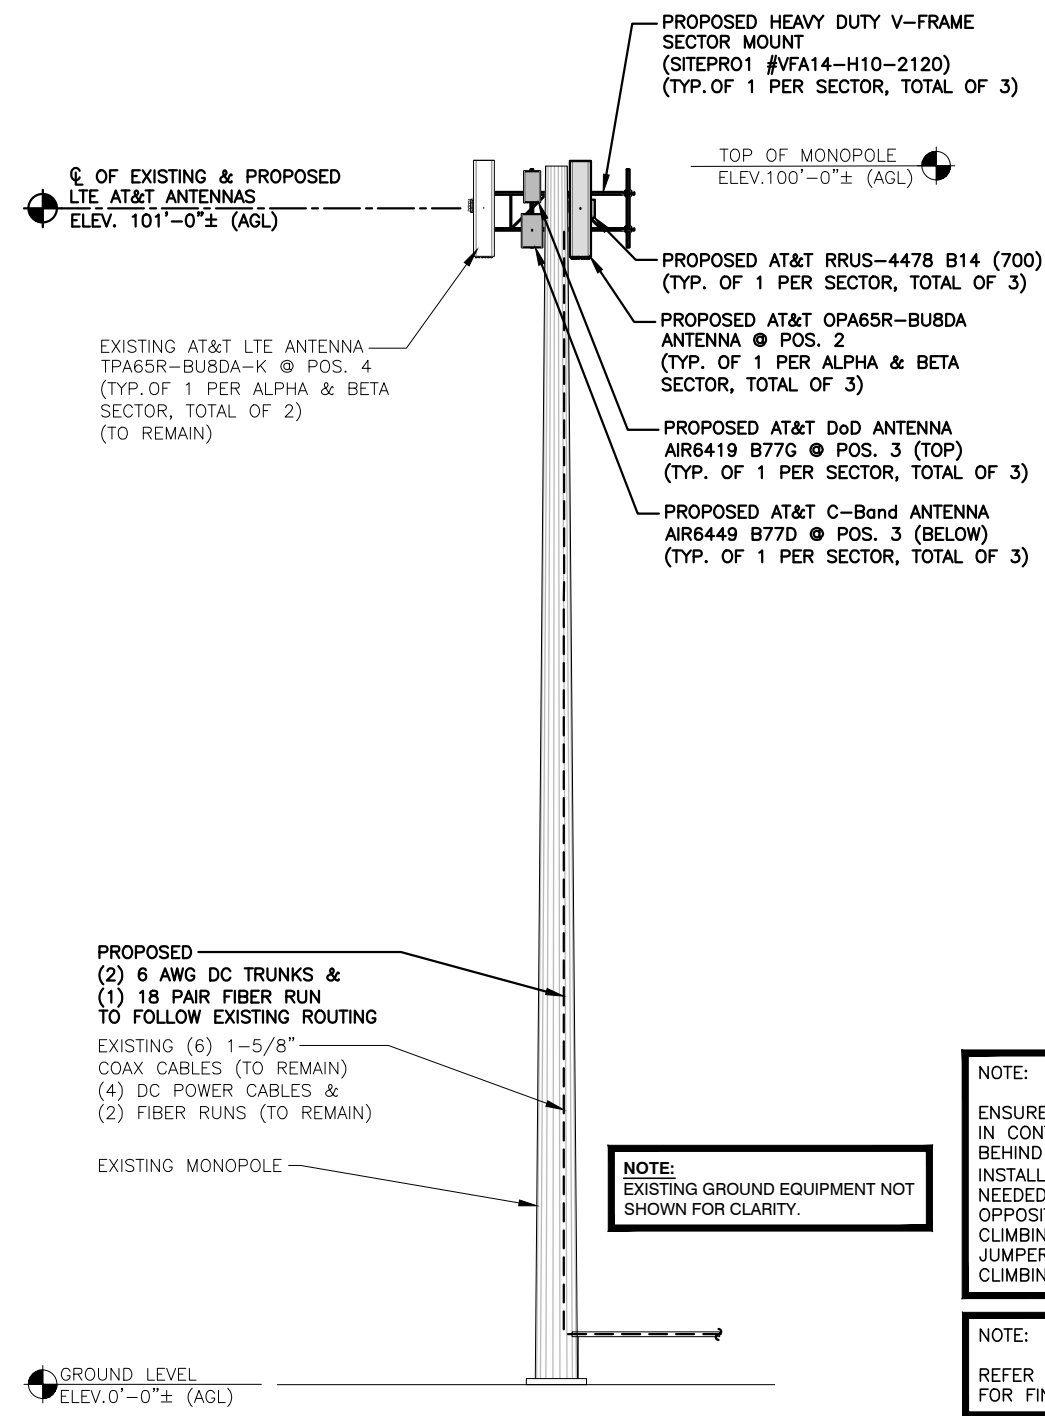 PROPOSED HEAVY DUTY V-FRAME
SECTOR MOUNT
(SITEPRO1 #VFA14-H10-2120)
(TYP.OF 1 PER SECTOR, TOTAL OF 3)
TOP OF MONOPOLE
ELEV.100'-0"± (AGL)
℄ OF EXISTING & PROPOSED
LTE AT&T ANTENNAS
ELEV. 101'-0"± (AGL)
PROPOSED AT&T RRUS-4478 B14 (700)
(TYP. OF 1 PER SECTOR, TOTAL OF 3)
PROPOSED AT&T OPA65R-BU8DA
ANTENNA @ POS. 2
(TYP. OF 1 PER ALPHA & BETA
SECTOR, TOTAL OF 3)
EXISTING AT&T LTE ANTENNA
TPA65R-BU8DA-K @ POS. 4
(TYP.OF 1 PER ALPHA & BETA
SECTOR, TOTAL OF 2)
(TO REMAIN)
PROPOSED AT&T DoD ANTENNA
AIR6419 B77G @ POS. 3 (TOP)
(TYP. OF 1 PER SECTOR, TOTAL OF 3)
PROPOSED AT&T C-Band ANTENNA
AIR6449 B77D @ POS. 3 (BELOW)
(TYP. OF 1 PER SECTOR, TOTAL OF 3)
PROPOSED
(2) 6 AWG DC TRUNKS &
(1) 18 PAIR FIBER RUN
TO FOLLOW EXISTING ROUTING
EXISTING (6) 1-5/8"
COAX CABLES (TO REMAIN)
(4) DC POWER CABLES &
(2) FIBER RUNS (TO REMAIN)
EXISTING MONOPOLE
NOTE:
EXISTING GROUND EQUIPMENT NOT
SHOWN FOR CLARITY.
NOTE:
ENSURE
IN
BEHIND
NEEDED
NOTE:
REFER
FOR
GROUND LEVEL
ELEV.0'-0"± (AGL)